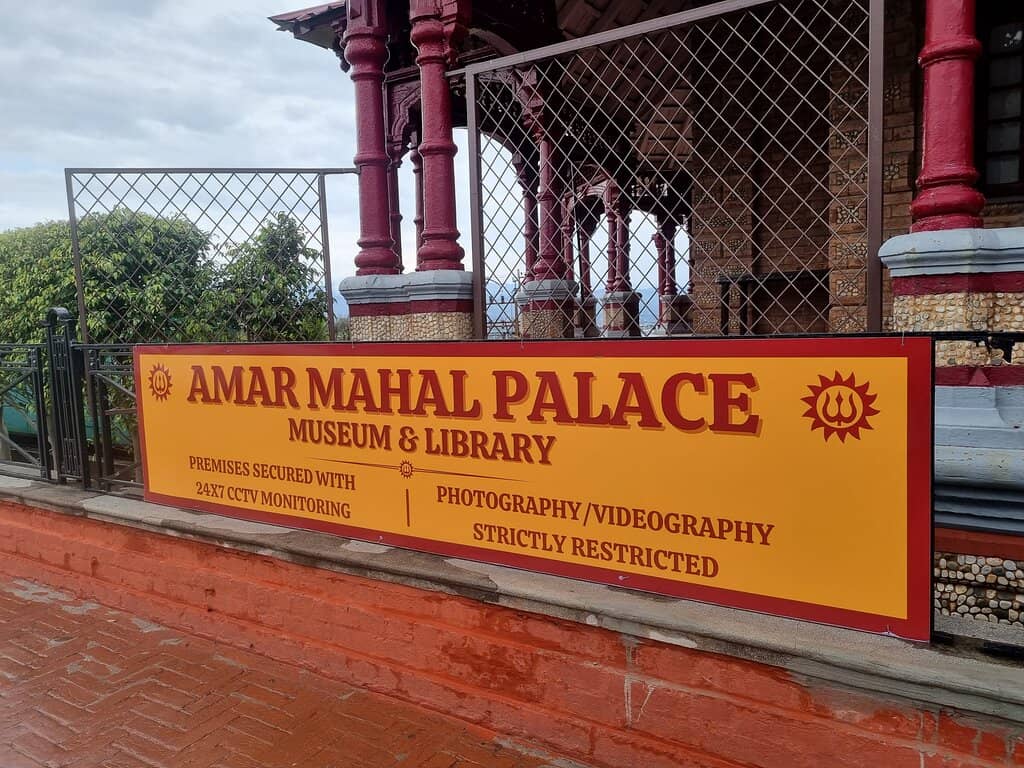 AMAR MAHAL PALACE
MUSEUM & LIBRARY
PREMISES SECURED WITH
24X7 CCTV MONITORING
PHOTOGRAPHY/VIDEOGRAPHY
STRICTLY RESTRICTED